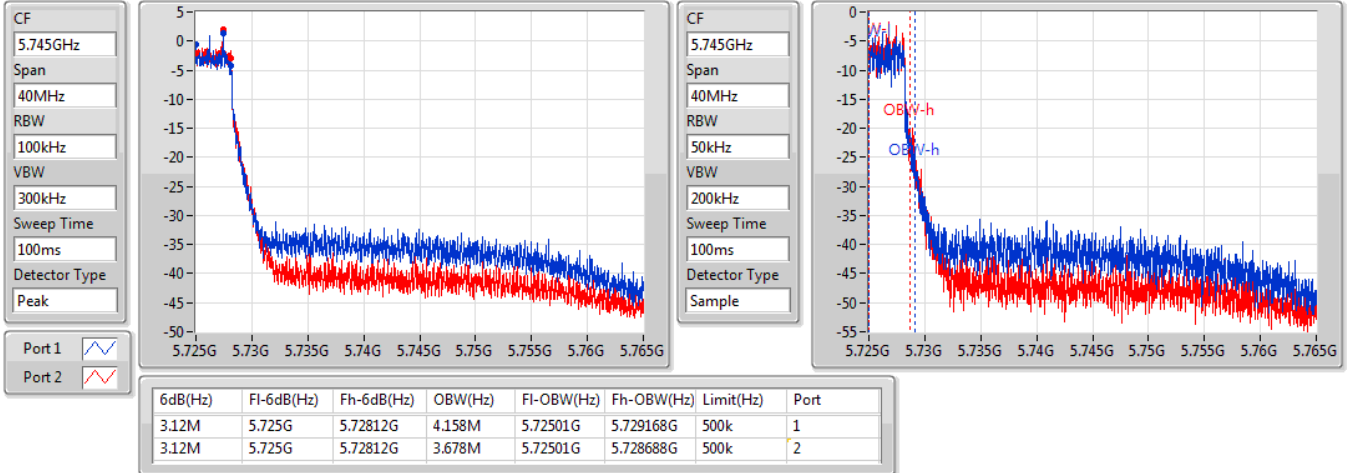 CF
5.745GHz
Span
40MHz
RBW
100kHz
VBW
300kHz
Sweep Time
100ms
Detector Type
Peak
Port 1
Port 2
5
0
-5
-10
-15
-20
-25
-30
-35
-40
-45
-50
5.725G 5.73G 5.735G 5.74G 5.745G 5.75G 5.755G 5.76G 5.765G
CF
5.745GHz
Span
40MHz
RBW
50kHz
VBW
200kHz
Sweep Time
100ms
Detector Type
Sample
0
-5
-10
-15
-20
-25
-30
-35
-40
-45
-50
-55
OBW-h
OBW-h
5.725G 5.73G 5.735G 5.74G 5.745G 5.75G 5.755G 5.76G 5.765G
6dB(Hz) Fl-6dB(Hz) Fh-6dB(Hz) OBW(Hz) Fl-OBW(Hz) Fh-OBW(Hz) Limit(Hz) Port
3.12M 5.725G 5.72812G 4.158M 5.72501G 5.729168G 500k 1
3.12M 5.725G 5.72812G 3.678M 5.72501G 5.728688G 500k 2